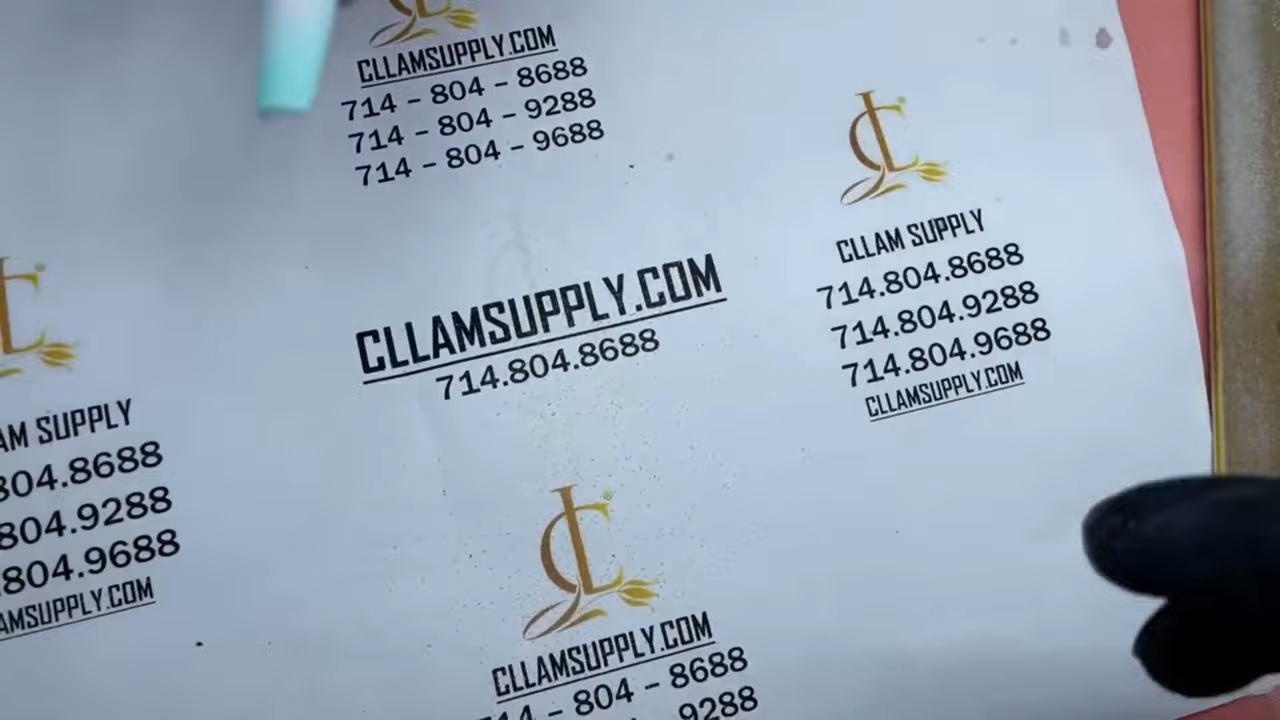 CLLAMSUPPLY.COM
714 - 804 - 8688
714 - 804 - 9288
714 - 804 - 9688
CLLAM SUPPLY
714.804.8688
714.804.9288
714.804.9688
CLLAMSUPPLY.COM
CLLAMSUPPLY.COM
714.804.8688
AM SUPPLY
804.8688
804.9288
.804.9688
AMSUPPLY.COM
CLLAMSUPPLY.COM
14 - 804 - 8688
9288